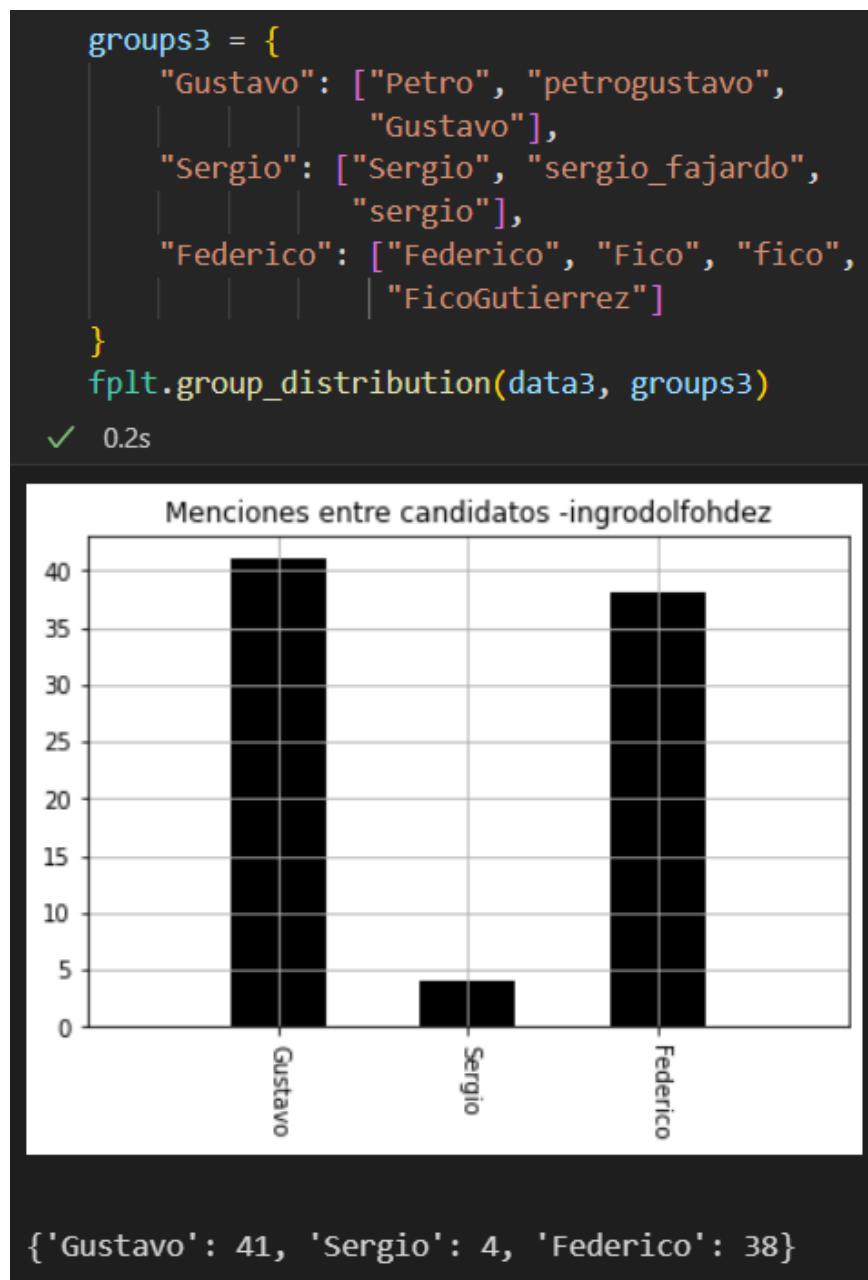 groups3 = {
"Gustavo": ["Petro", "petrogustavo",
"Gustavo"],
"Sergio": ["Sergio", "sergio_fajardo",
"sergio"],
"Federico": ["Federico", "Fico", "fico",
"FicoGutierrez"]
}
fplt.group_distribution(data3, groups3)
✓ 0.2s
Menciones entre candidatos -ingrodolfohdez
40
35
30
25
20
15
10
5
0
Gustavo
Sergio
Federico
{'Gustavo': 41, 'Sergio': 4, 'Federico': 38}